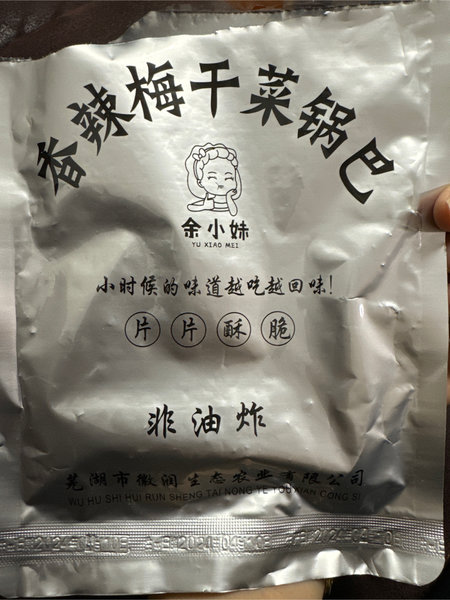 香辣梅干菜锅巴
余小妹
YU XIAO MEI
小时候的味道越吃越回味!
片片酥脆
非油炸
芜湖市徽润生态农业有限公司
WU HU SHI HUI RUN SHENG TAI NONG YE YOU XIAN GONG SI